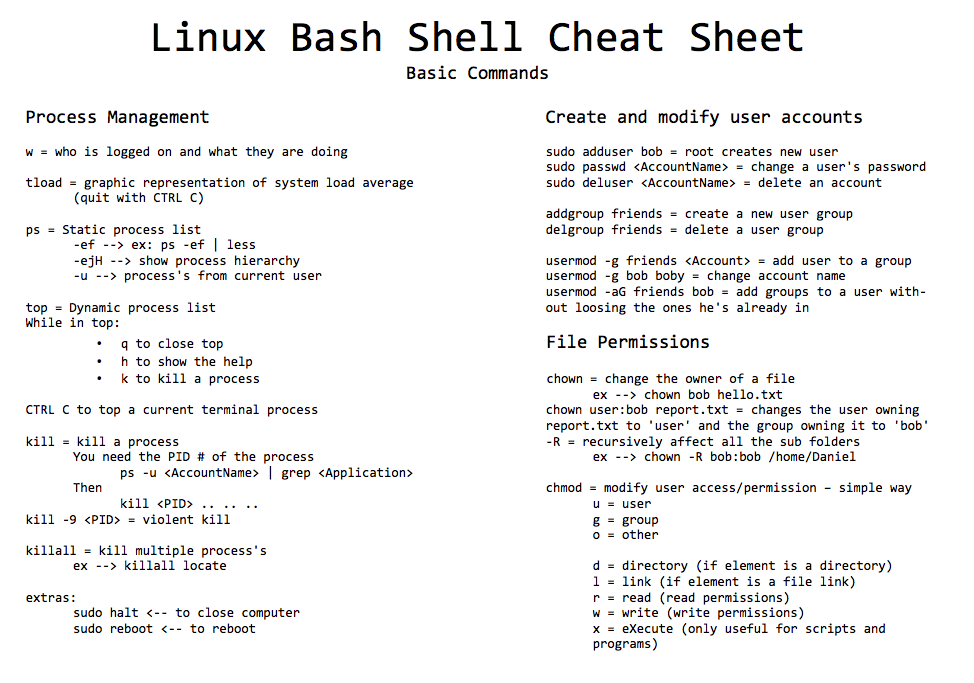 Linux Bash Shell Cheat Sheet
Basic Commands
Process Management
w = who is logged on and what they are doing
tload = graphic representation of system load average
(quit with CTRL C)
ps = Static process list
-ef --> ex: ps -ef | less
-ejH --> show process hierarchy
-u --> process's from current user
top = Dynamic process list
While in top:
• q to close top
• h to show the help
• k to kill a process
CTRL C to top a current terminal process
kill = kill a process
You need the PID # of the process
ps -u <AccountName> | grep <Application>
Then
kill <PID> .. .. ..
kill -9 <PID> = violent kill
killall = kill multiple process's
ex --> killall locate
extras:
sudo halt <-- to close computer
sudo reboot <-- to reboot
Create and modify user accounts
sudo adduser bob = root creates new user
sudo passwd <AccountName> = change a user's password
sudo deluser <AccountName> = delete an account
addgroup friends = create a new user group
delgroup friends = delete a user group
usermod -g friends <Account> = add user to a group
usermod -g bob boby = change account name
usermod -aG friends bob = add groups to a user with-
out loosing the ones he's already in
File Permissions
chown = change the owner of a file
ex --> chown bob hello.txt
chown user:bob report.txt = changes the user owning
report.txt to 'user' and the group owning it to 'bob'
-R = recursively affect all the sub folders
ex --> chown -R bob:bob /home/Daniel
chmod = modify user access/permission – simple way
u = user
g = group
o = other
d = directory (if element is a directory)
l = link (if element is a file link)
r = read (read permissions)
w = write (write permissions)
x = eXecute (only useful for scripts and
programs)